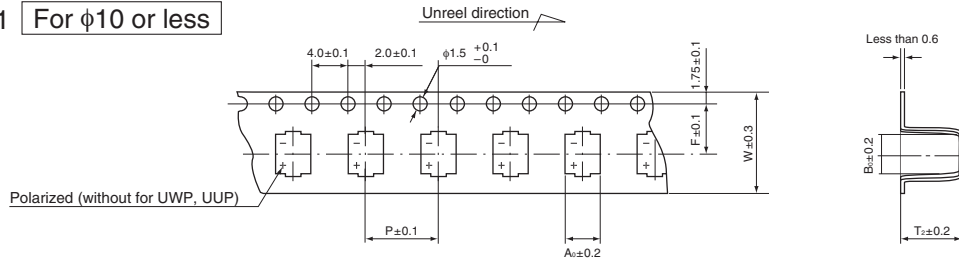 1 For φ10 or less
Unreel direction
4.0±0.1
2.0±0.1
φ1.5 +0.1 −0
1.75±0.1
F±0.1
W±0.3
Less than 0.6
B₀±0.2
T₂±0.2
− − − − − −
+ + + + + +
Polarized (without for UWP, UUP)
P±0.1
A₀±0.2